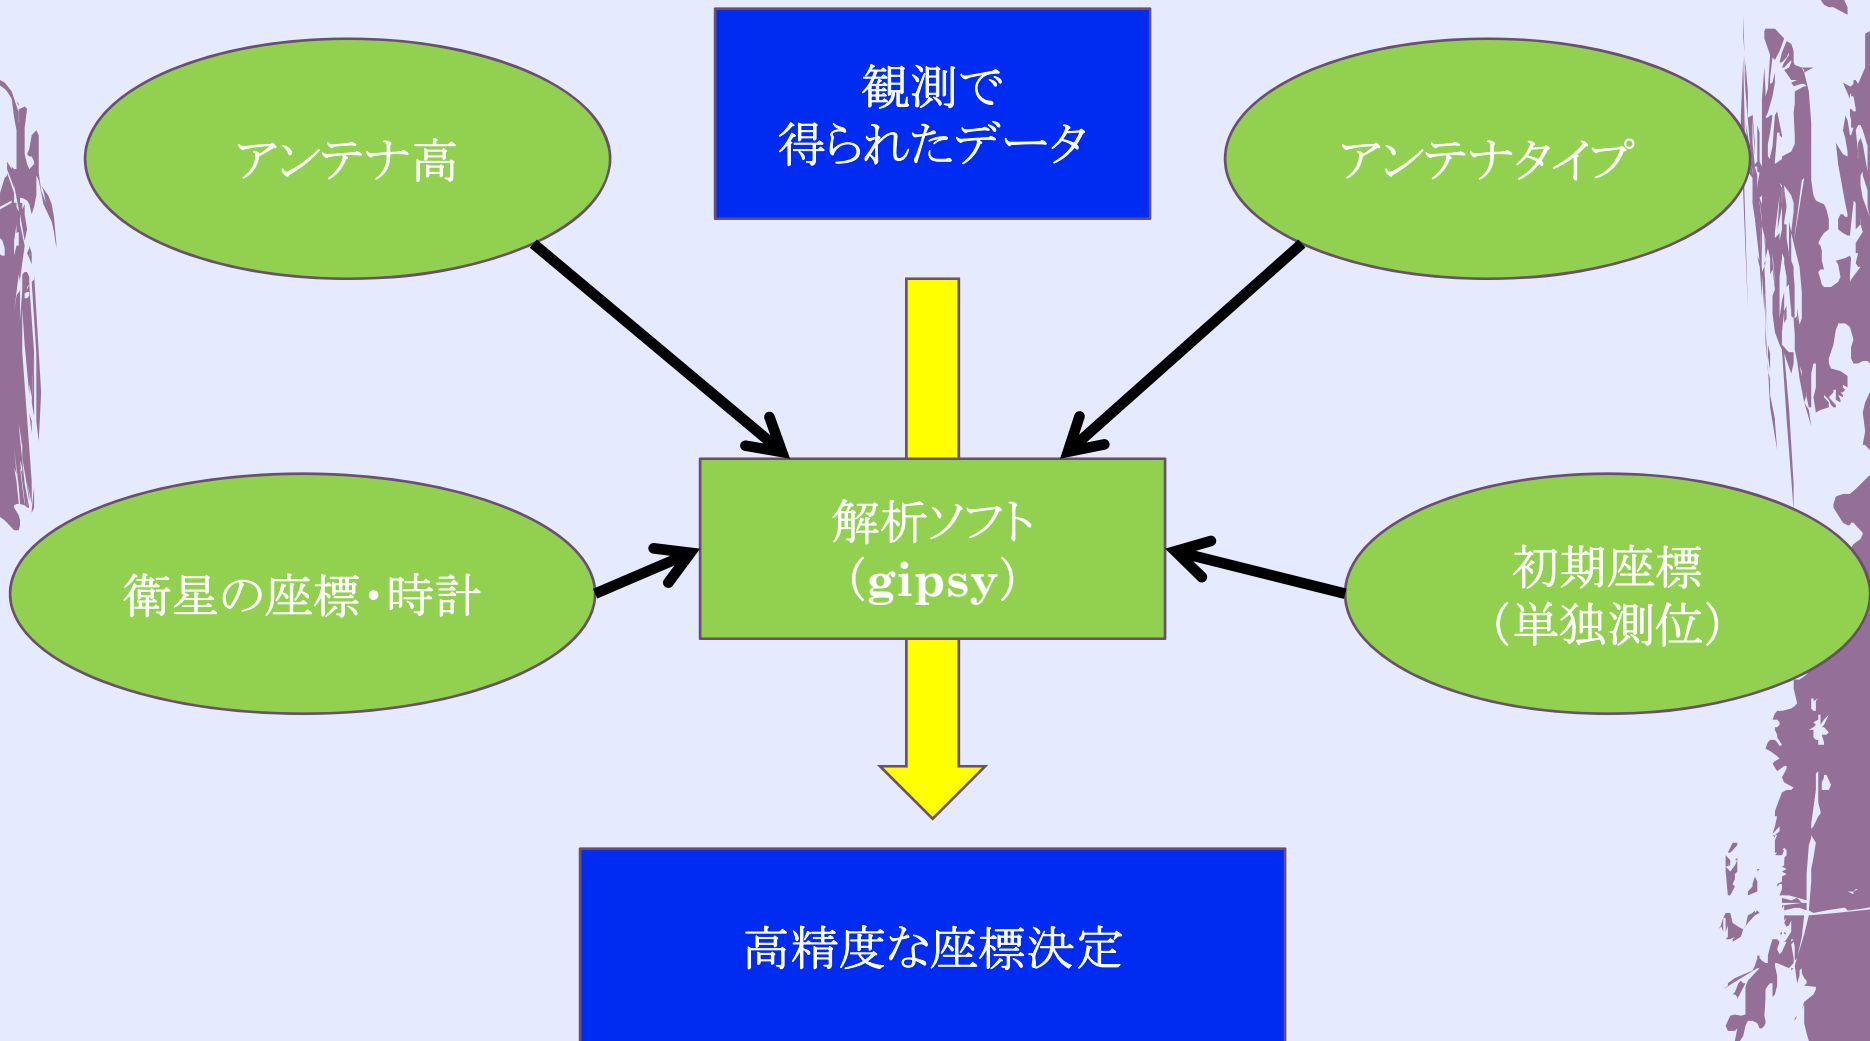 観測で
得られたデータ
アンテナ高
アンテナタイプ
解析ソフト
（gipsy）
衛星の座標・時計
初期座標
（単独測位）
高精度な座標決定